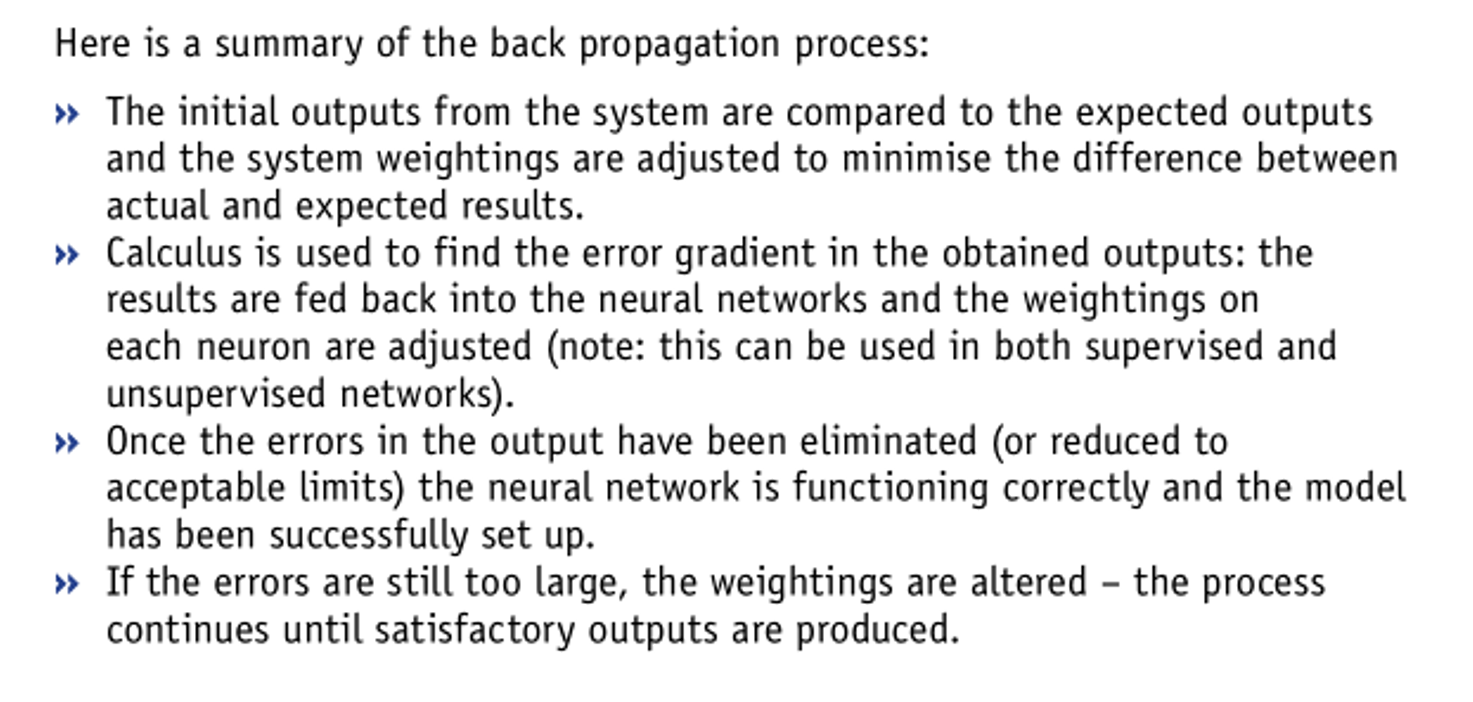 Here is a summary of the back propagation process:
» The initial outputs from the system are compared to the expected outputs
and the system weightings are adjusted to minimise the difference between
actual and expected results.
» Calculus is used to find the error gradient in the obtained outputs: the
results are fed back into the neural networks and the weightings on
each neuron are adjusted (note: this can be used in both supervised and
unsupervised networks).
» Once the errors in the output have been eliminated (or reduced to
acceptable limits) the neural network is functioning correctly and the model
has been successfully set up.
» If the errors are still too large, the weightings are altered – the process
continues until satisfactory outputs are produced.